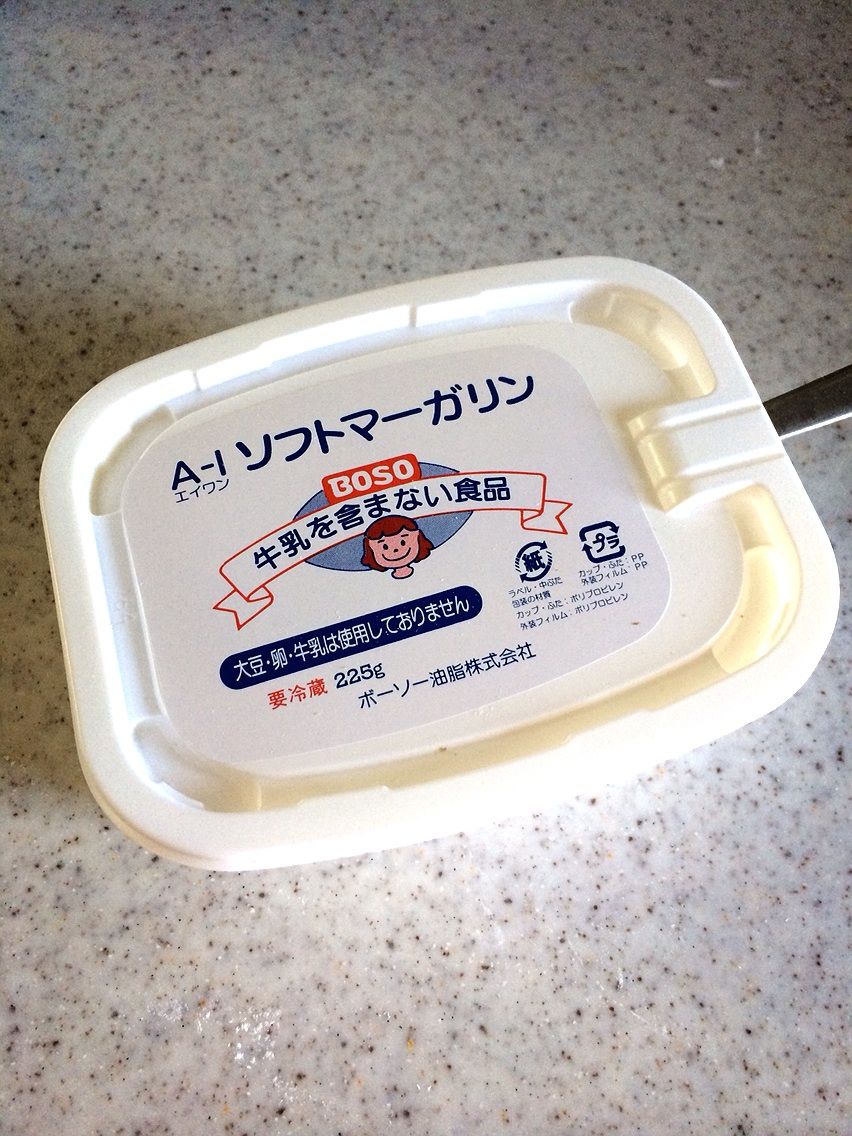 A-1 ソフトマーガリン
エイワン
BOSO
牛乳を含まない食品
紙
プラ
ラベル・中ぶた
包装の材質
カップ・ふた:PP
外装フィルム:PP
カップ・ふた:ポリプロピレン
外装フィルム:ポリプロピレン
大豆・卵・牛乳は使用しておりません
要冷蔵 225g
ボーソー油脂株式会社